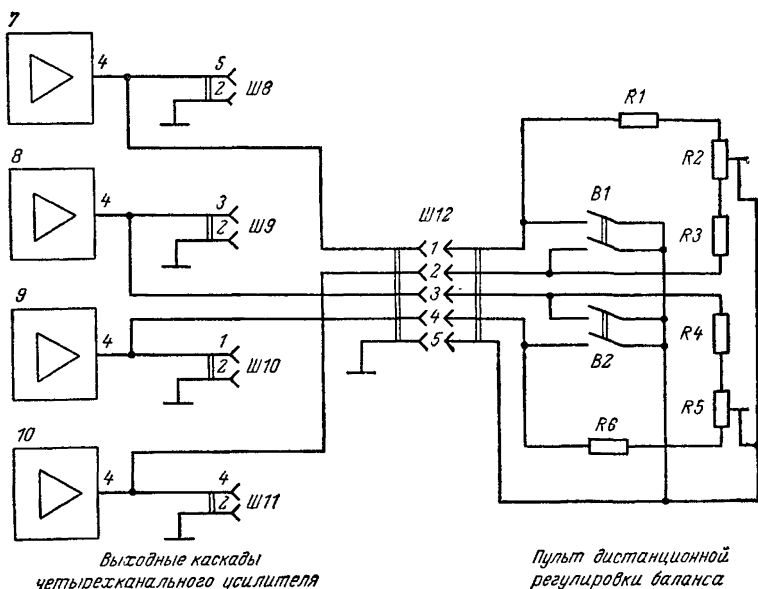 7
4
5
2
Ш8
8
4
3
2
Ш9
9
4
1
2
Ш10
10
4
4
2
Ш11
Ш12
1
2
3
4
5
R1
R2
R3
В1
R4
В2
R5
R6
Выходные каскады
четырехканального усилителя
Пульт дистанционной
регулировки баланса